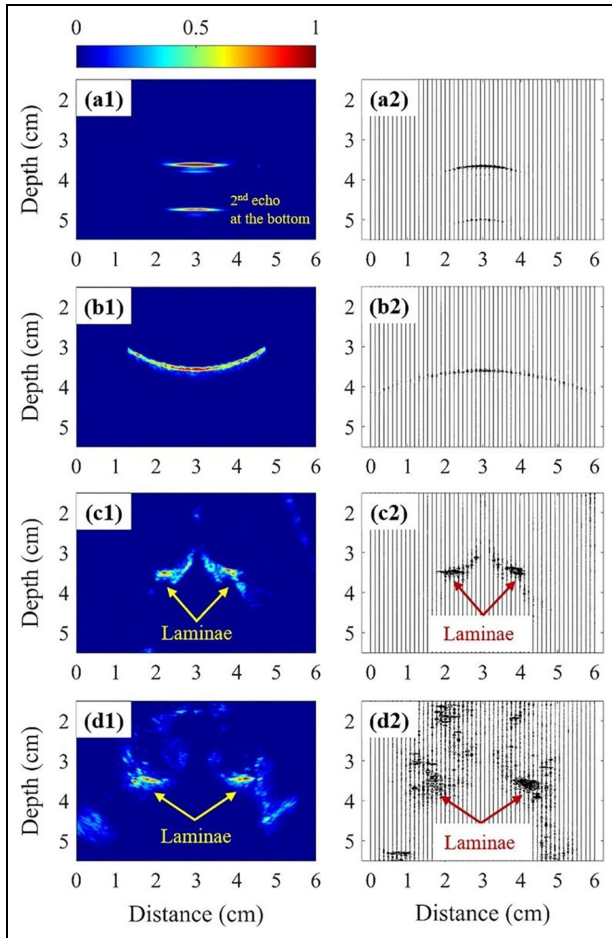 0 0.5 1
(a1) (a2)
2 2
3 3
Depth (cm)
4 4
2nd echo
at the bottom
5 5
0 1 2 3 4 5 6 0 1 2 3 4 5 6
(b1) (b2)
2 2
3 3
Depth (cm)
4 4
5 5
0 1 2 3 4 5 6 0 1 2 3 4 5 6
(c1) (c2)
2 2
3 3
Depth (cm)
4 4
Laminae Laminae
5 5
0 1 2 3 4 5 6 0 1 2 3 4 5 6
(d1) (d2)
2 2
3 3
Depth (cm)
4 4
Laminae Laminae
5 5
0 1 2 3 4 5 6 0 1 2 3 4 5 6
Distance (cm) Distance (cm)